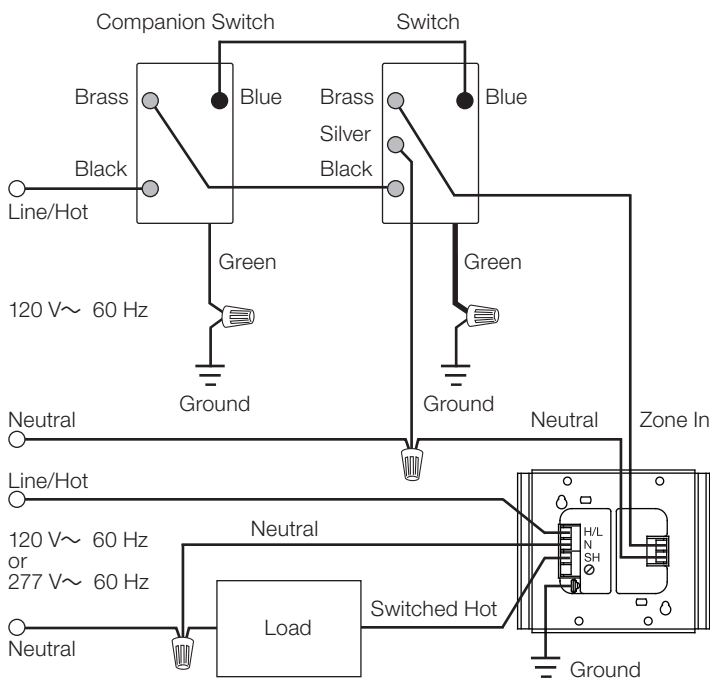 Companion Switch
Switch
Brass
Blue
Brass
Blue
Silver
Black
Black
Line/Hot
Green
Green
120 V~ 60 Hz
Ground
Ground
Neutral
Neutral
Zone In
Line/Hot
Neutral
H/L
N
SH
120 V~ 60 Hz
or
277 V~ 60 Hz
Load
Switched Hot
Neutral
Ground